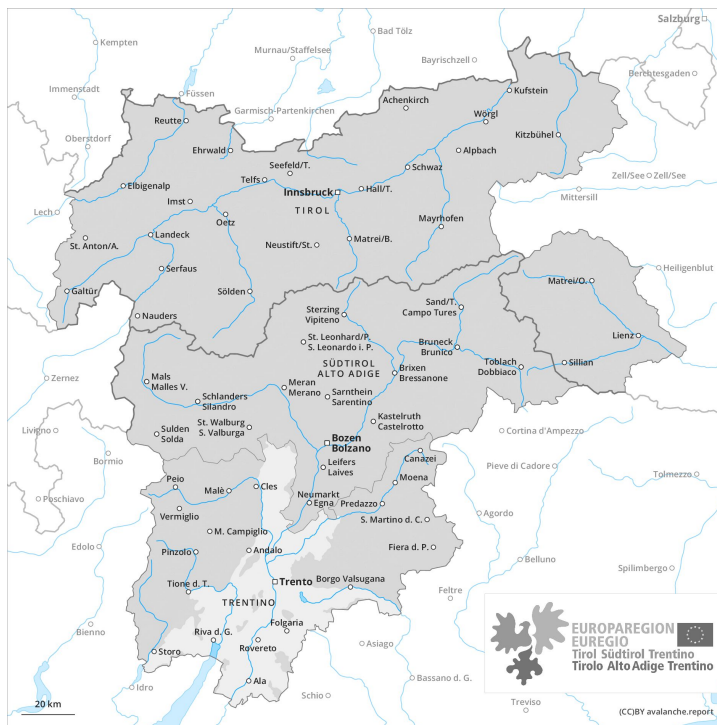 Salzburg
Kempten
Bad Tölz
Murnau/Staffelsee
Bayrischzell
Berchtesgaden
Immenstadt
Füssen
Garmisch-Partenkirchen
Achenkirch
Kufstein
Reutte
Wörgl
Oberstdorf
Ehrwald
Kitzbühel
Alpbach
Seefeld/T.
Schwaz
Telfs
Zell/See
Zell/See
Elbigenalp
Innsbruck
Hall/T.
Mittersill
Imst
TIROL
Lech
Oetz
Mayrhofen
Landeck
St. Anton/A.
Neustift/St.
Matrei/B.
Serfaus
Heiligenblut
Matrei/O.
Galtür
Sölden
Sand/T.
Campo Tures
Nauders
Sterzing
Vipiteno
Lienz
St. Leonhard/P.
S. Leonardo i. P.
Bruneck
Brunico
Toblach
Dobbiaco
Sillian
SÜDTIROL
ALTO ADIGE
Brixen
Bressanone
Zernez
Mals
Malles V.
Meran
Merano
Schlanders
Silandro
Sarnthein
Sarentino
Kastelruth
Castelrotto
St. Walburg
S. Valburga
Livigno
Sulden
Solda
Cortina d'Ampezzo
Bozen
Bolzano
Bormio
Canazei
Leifers
Laives
Pieve di Cadore
Tolmezzo
Peio
Malè
Cles
Moena
Poschiavo
Neumarkt
Egna
Predazzo
Vermiglio
Agordo
S. Martino d. C.
M. Campiglio
Edolo
Pinzolo
Andalo
Fiera d. P.
Belluno
Spilimbergo
Trento
Tione d. T.
Borgo Valsugana
Feltre
TRENTINO
Folgaria
Bienno
Riva d. G.
Rovereto
Asiago
Storo
Ala
Bassano d. G.
Idro
Schio
Treviso
EUROPAREGION
EUREGIO
Tirol Südtirol Trentino
Tirolo Alto Adige Trentino
20 km
(CC)BY avalanche.report